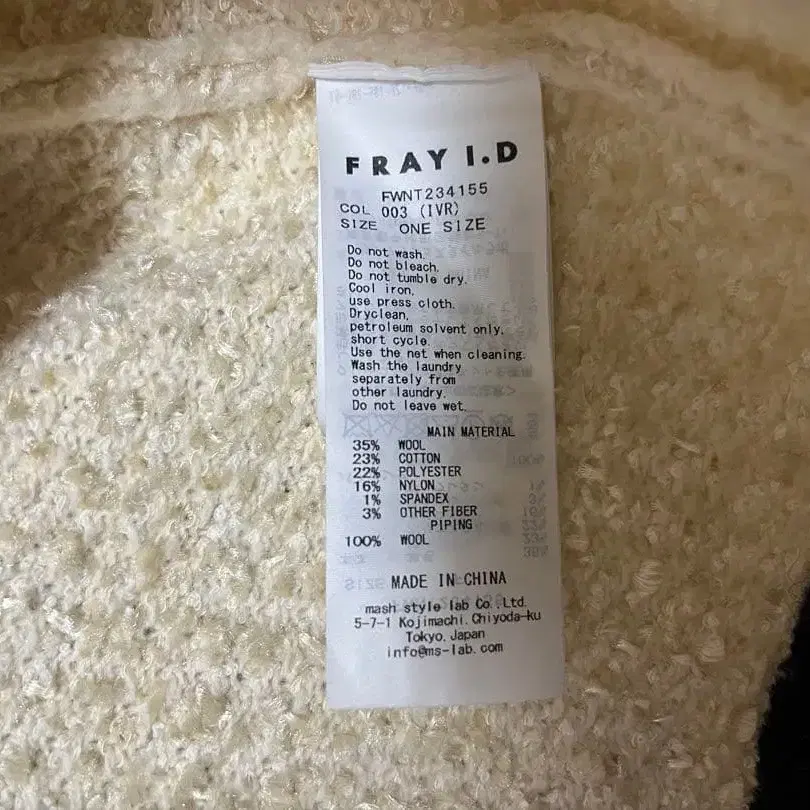 FRAY I.D
FWNT234155
COL 003 (IVR)
SIZE ONE SIZE
Do not wash.
Do not bleach.
Do not tumble dry.
Cool iron,
use press cloth.
Dryclean,
petroleum solvent only,
short cycle.
Use the net when cleaning.
Wash the laundry
separately from
other laundry.
Do not leave wet.
MAIN MATERIAL
35% WOOL
23% COTTON
22% POLYESTER
16% NYLON
1% SPANDEX
3% OTHER FIBER
PIPING
100% WOOL
MADE IN CHINA
mash style lab Co.,Ltd.
5-7-1 Kojimachi, Chiyoda-ku
Tokyo, Japan
info@ms-lab.com